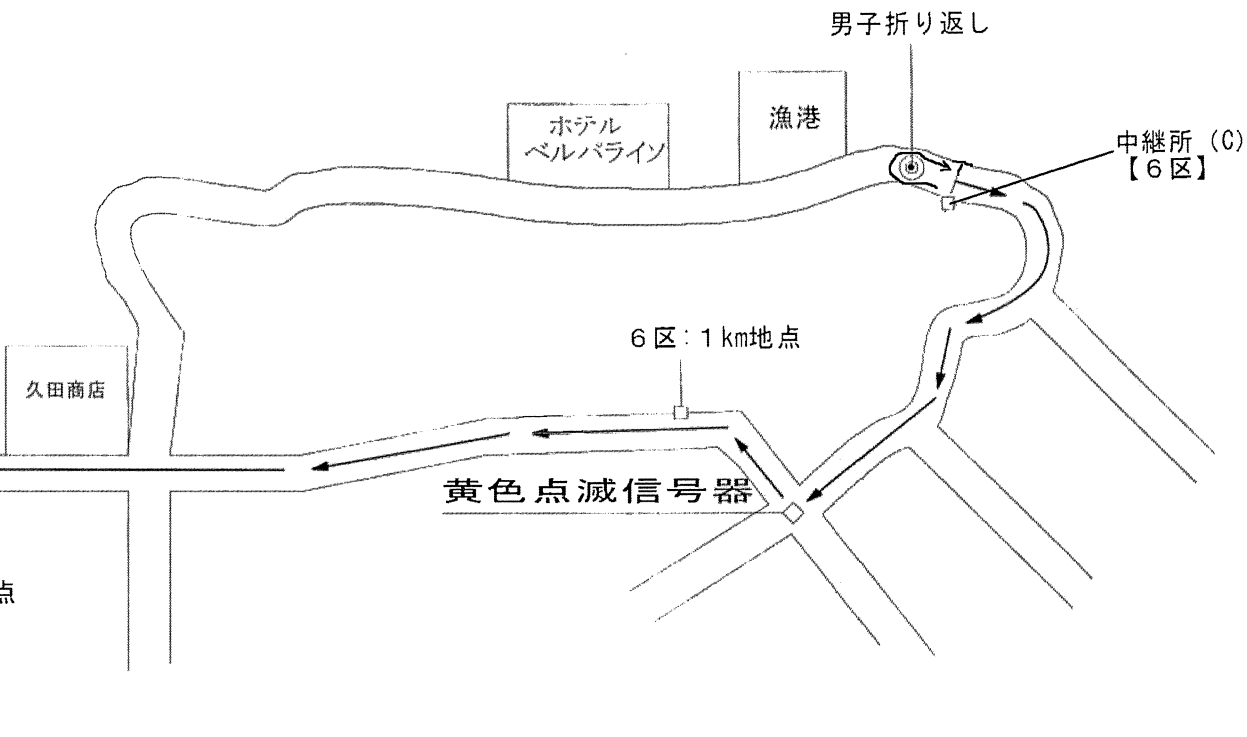 男子折り返し
漁港
ホテル
ベルパライソ
中継所(C)
【6区】
6区:1km地点
久田商店
黄色点滅信号器
点